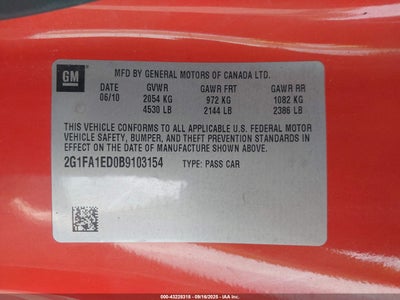 GM
MFD BY GENERAL MOTORS OF CANADA LTD.
DATE GVWR GAWR FRT GAWR RR
06/10 2054 KG 972 KG 1082 KG
4530 LB 2144 LB 2386 LB
THIS VEHICLE CONFORMS TO ALL APPLICABLE U.S. FEDERAL MOTOR
VEHICLE SAFETY, BUMPER, AND THEFT PREVENTION STANDARDS IN
EFFECT ON THE DATE OF MANUFACTURE SHOWN ABOVE.
2G1FA1ED0B9103154 TYPE: PASS CAR
000-43228318 - 09/16/2025 - IAAI.COM